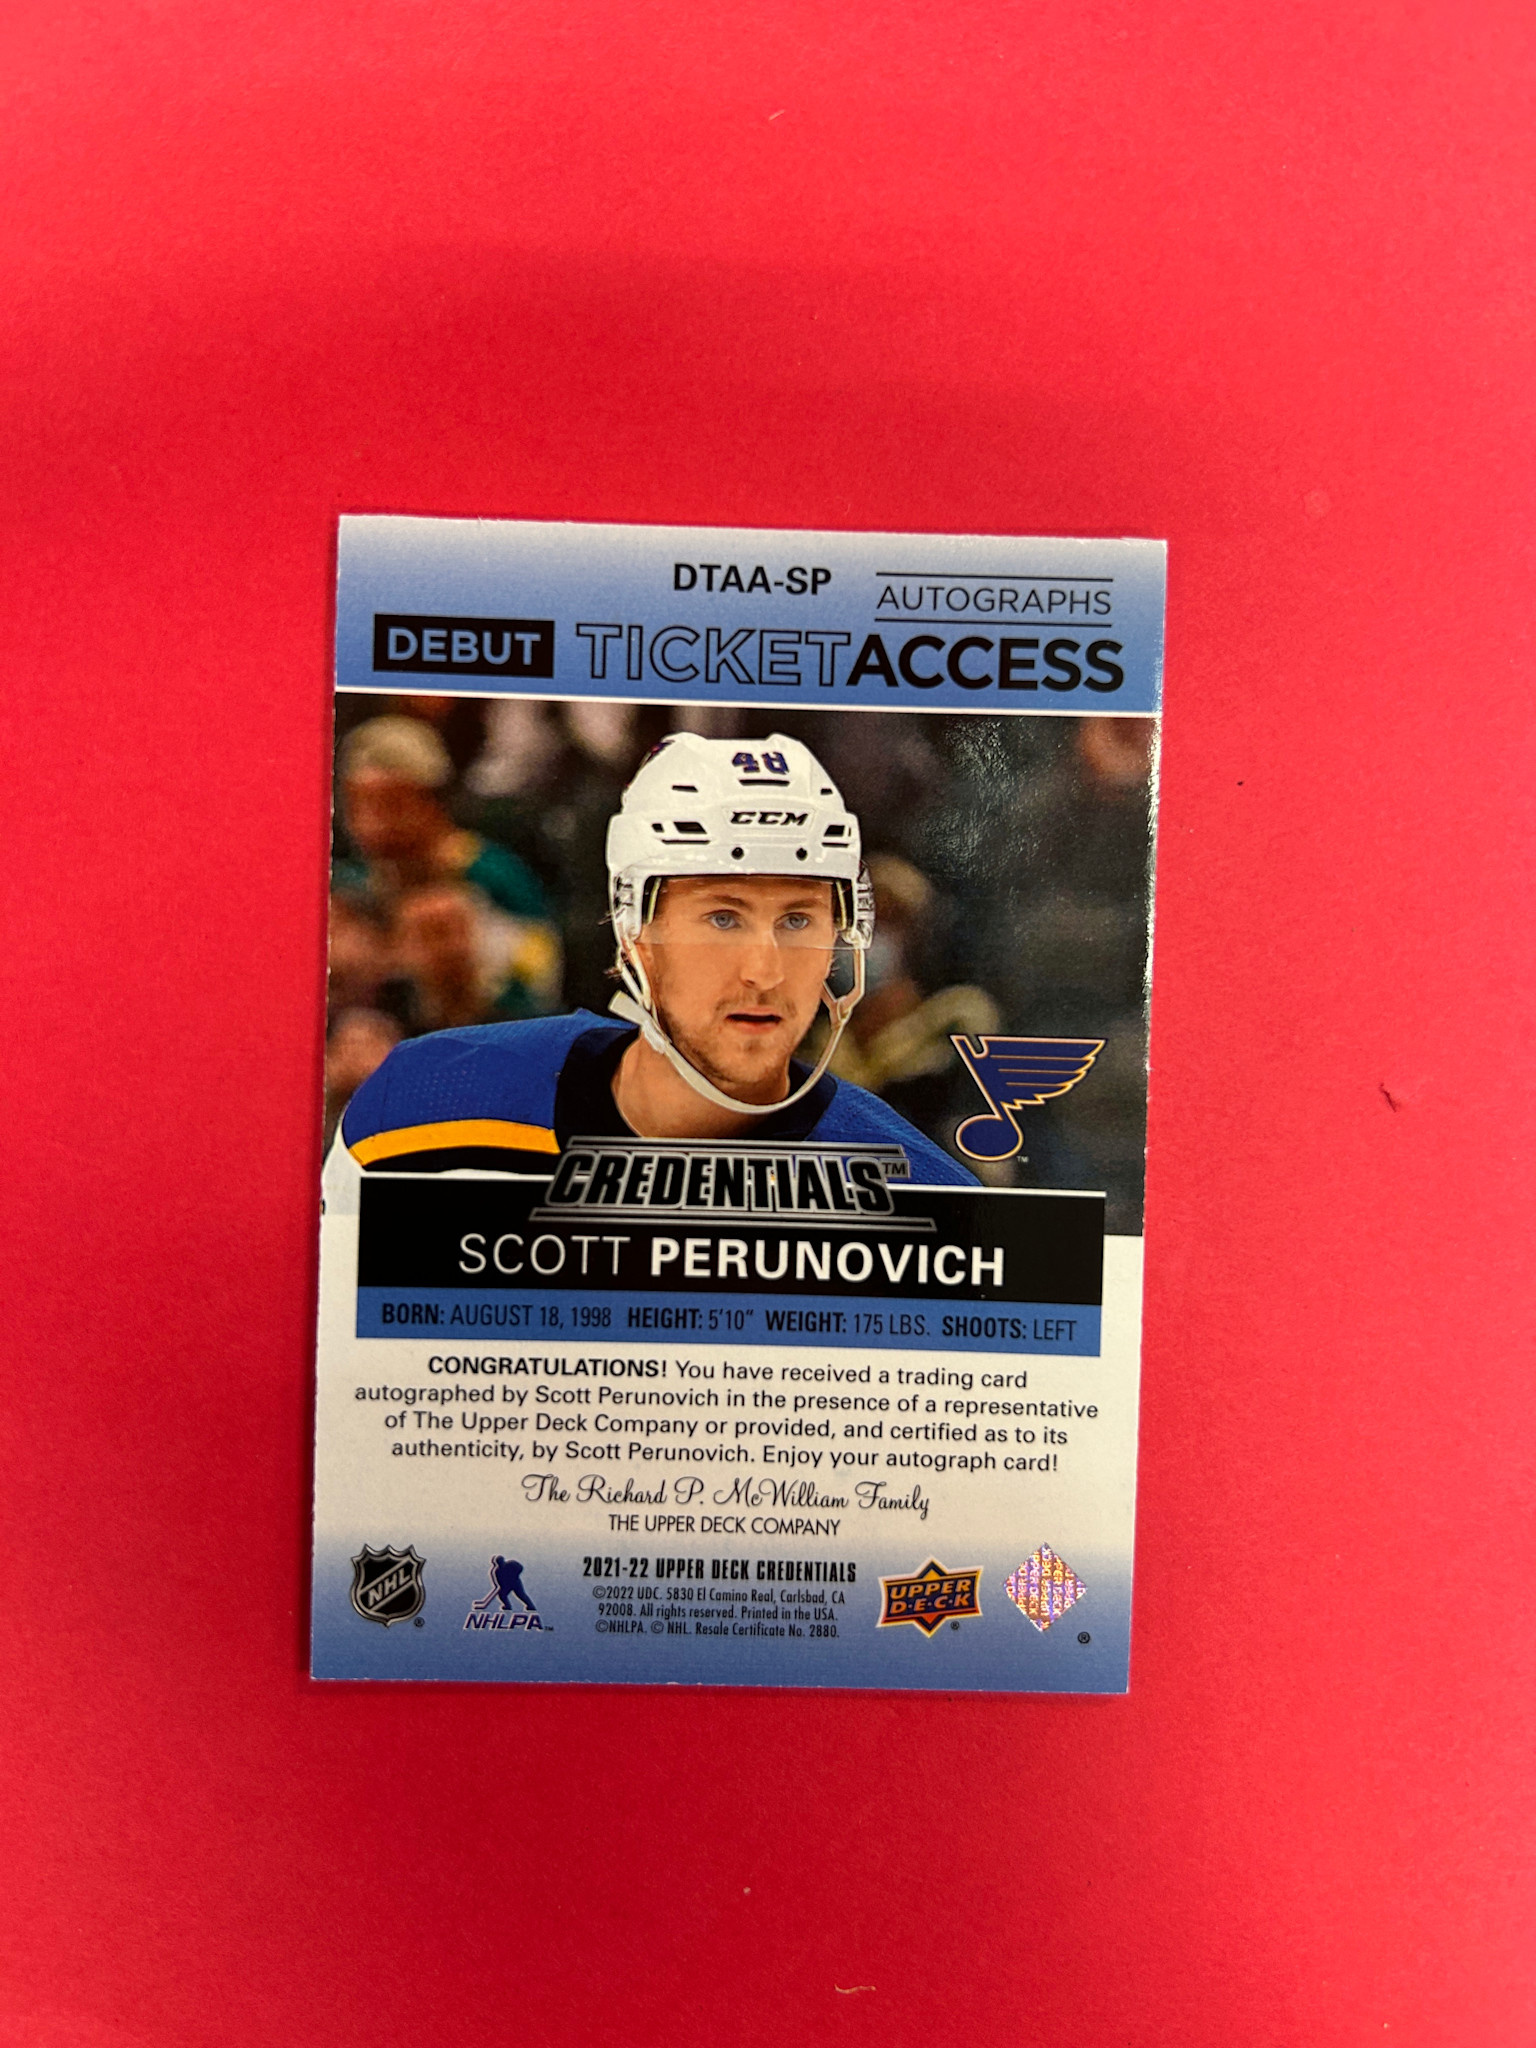 DTAA-SP
AUTOGRAPHS
DEBUT TICKETACCESS
48
CCM
CREDENTIALS™
SCOTT PERUNOVICH
BORN: AUGUST 18, 1998 HEIGHT: 5'10" WEIGHT: 175 LBS. SHOOTS: LEFT
CONGRATULATIONS! You have received a trading card
autographed by Scott Perunovich in the presence of a representative
of The Upper Deck Company or provided, and certified as to its
authenticity, by Scott Perunovich. Enjoy your autograph card!
The Richard P. McWilliam Family
THE UPPER DECK COMPANY
NHL®
NHLPA™
2021-22 UPPER DECK CREDENTIALS
©2022 UDC. 5830 El Camino Real, Carlsbad, CA
92008. All rights reserved. Printed in the USA.
©NHLPA. © NHL. Resale Certificate No. 2880.
UPPER
D·E·C·K®
UPPER DECK
®